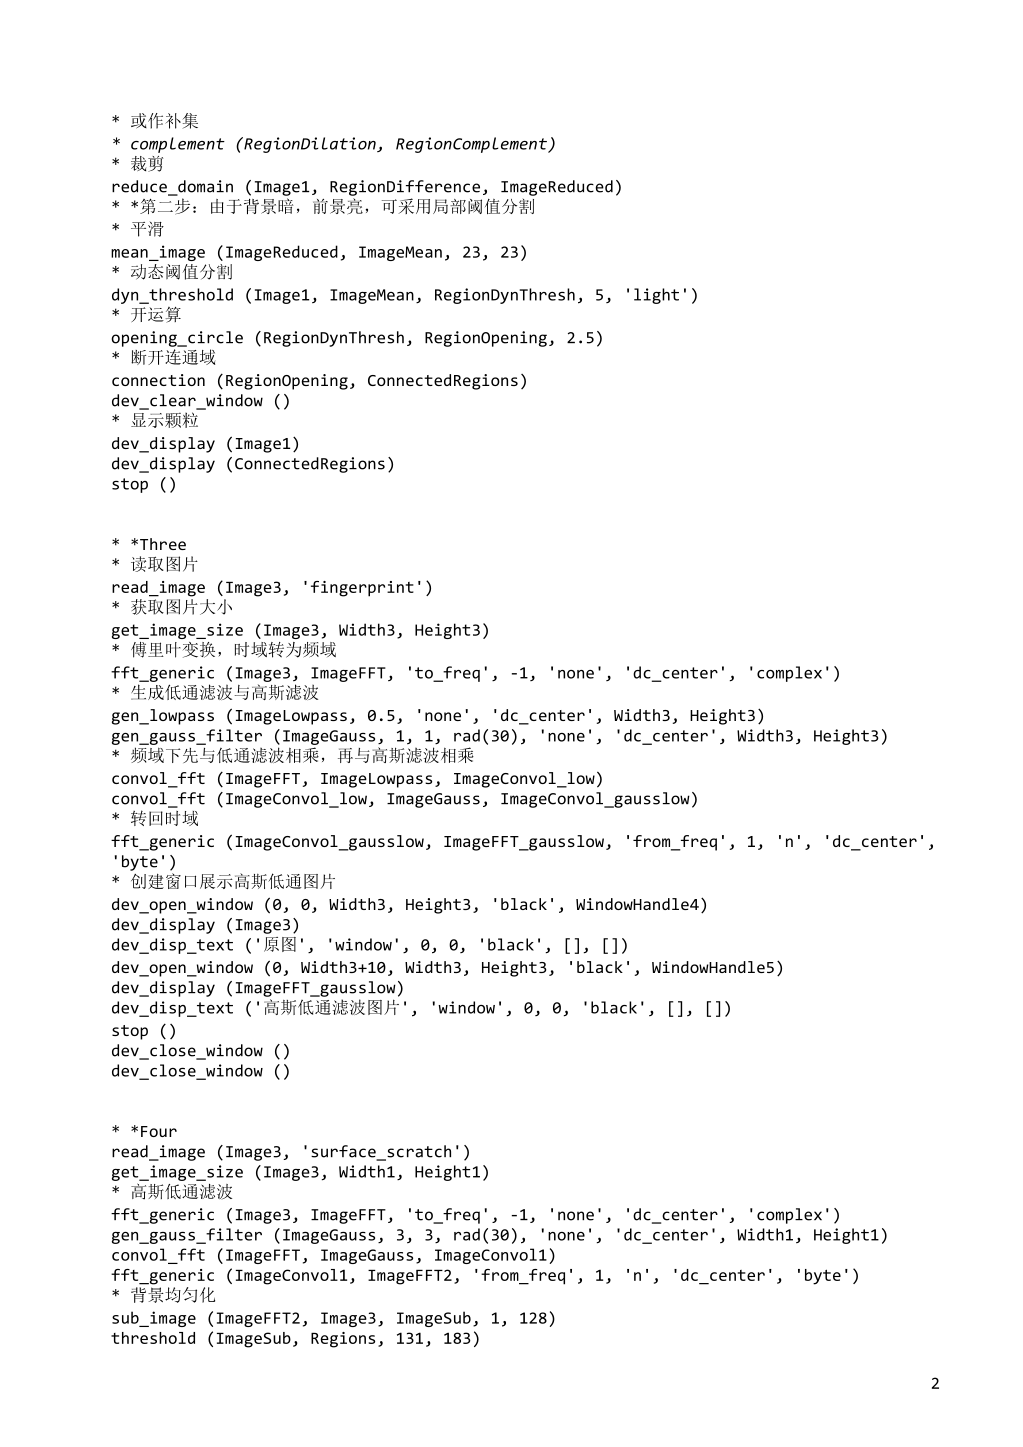 * 或作补集
* complement (RegionDilation, RegionComplement)
* 裁剪
reduce_domain (Image1, RegionDifference, ImageReduced)
* *第二步：由于背景暗，前景亮，可采用局部阈值分割
* 平滑
mean_image (ImageReduced, ImageMean, 23, 23)
* 动态阈值分割
dyn_threshold (Image1, ImageMean, RegionDynThresh, 5, 'light')
* 开运算
opening_circle (RegionDynThresh, RegionOpening, 2.5)
* 断开连通域
connection (RegionOpening, ConnectedRegions)
dev_clear_window ()
* 显示颗粒
dev_display (Image1)
dev_display (ConnectedRegions)
stop ()
* *Three
* 读取图片
read_image (Image3, 'fingerprint')
* 获取图片大小
get_image_size (Image3, Width3, Height3)
* 傅里叶变换，时域转为频域
fft_generic (Image3, ImageFFT, 'to_freq', -1, 'none', 'dc_center', 'complex')
* 生成低通滤波与高斯滤波
gen_lowpass (ImageLowpass, 0.5, 'none', 'dc_center', Width3, Height3)
gen_gauss_filter (ImageGauss, 1, 1, rad(30), 'none', 'dc_center', Width3, Height3)
* 频域下先与低通滤波相乘，再与高斯滤波相乘
convol_fft (ImageFFT, ImageLowpass, ImageConvol_low)
convol_fft (ImageConvol_low, ImageGauss, ImageConvol_gausslow)
* 转回时域
fft_generic (ImageConvol_gausslow, ImageFFT_gausslow, 'from_freq', 1, 'n', 'dc_center',
'byte')
* 创建窗口展示高斯低通图片
dev_open_window (0, 0, Width3, Height3, 'black', WindowHandle4)
dev_display (Image3)
dev_disp_text ('原图', 'window', 0, 0, 'black', [], [])
dev_open_window (0, Width3+10, Width3, Height3, 'black', WindowHandle5)
dev_display (ImageFFT_gausslow)
dev_disp_text ('高斯低通滤波图片', 'window', 0, 0, 'black', [], [])
stop ()
dev_close_window ()
dev_close_window ()
* *Four
read_image (Image3, 'surface_scratch')
get_image_size (Image3, Width1, Height1)
* 高斯低通滤波
fft_generic (Image3, ImageFFT, 'to_freq', -1, 'none', 'dc_center', 'complex')
gen_gauss_filter (ImageGauss, 3, 3, rad(30), 'none', 'dc_center', Width1, Height1)
convol_fft (ImageFFT, ImageGauss, ImageConvol1)
fft_generic (ImageConvol1, ImageFFT2, 'from_freq', 1, 'n', 'dc_center', 'byte')
* 背景均匀化
sub_image (ImageFFT2, Image3, ImageSub, 1, 128)
threshold (ImageSub, Regions, 131, 183)
2